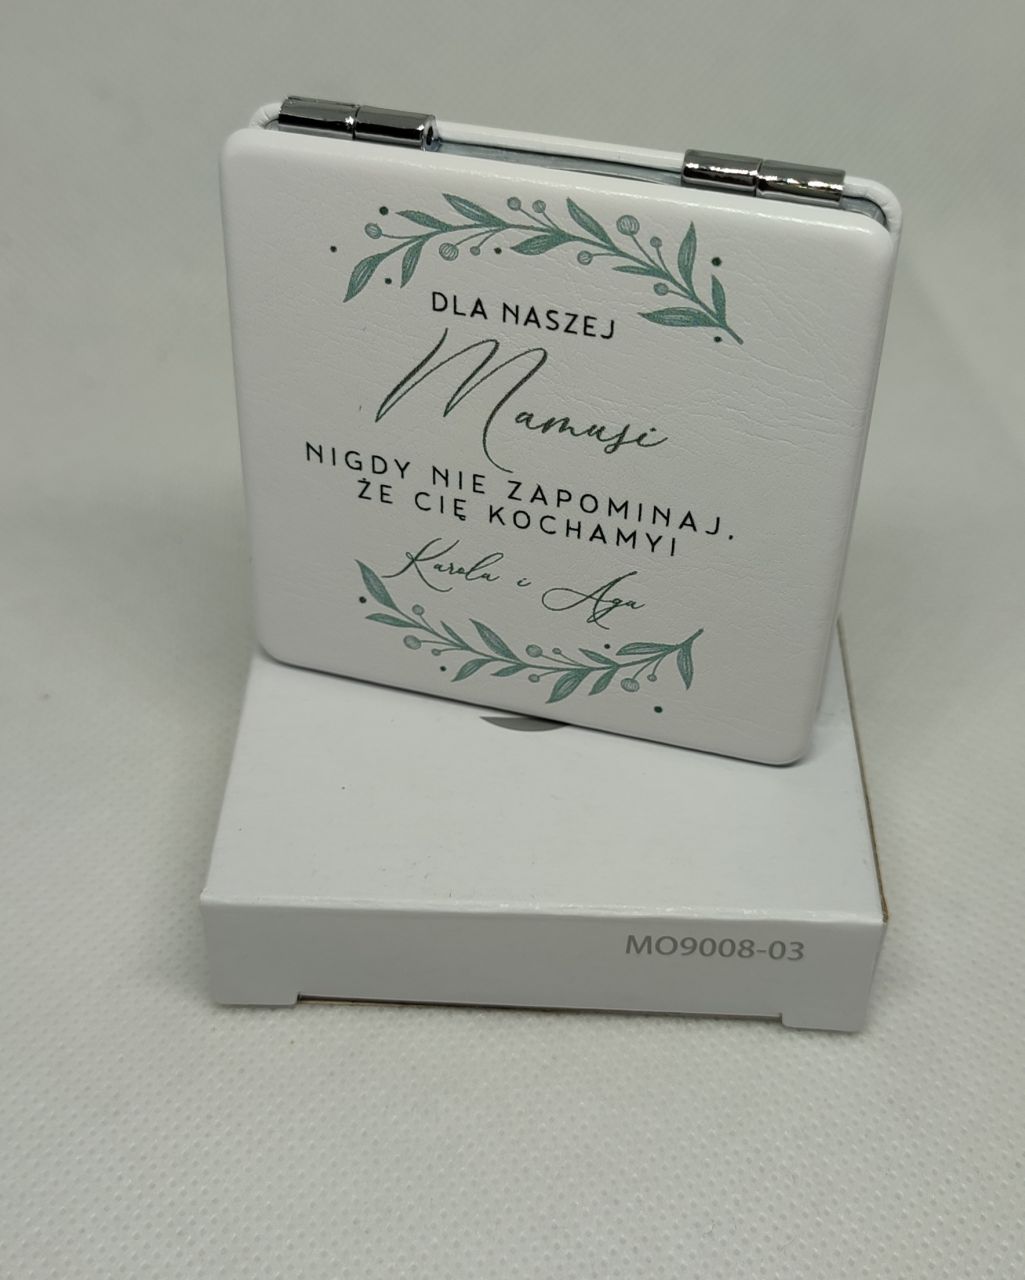 DLA NASZEJ
Mamusi
NIGDY NIE ZAPOMINAJ,
ŻE CIĘ KOCHAMY!
Karola i Aga
MO9008-03